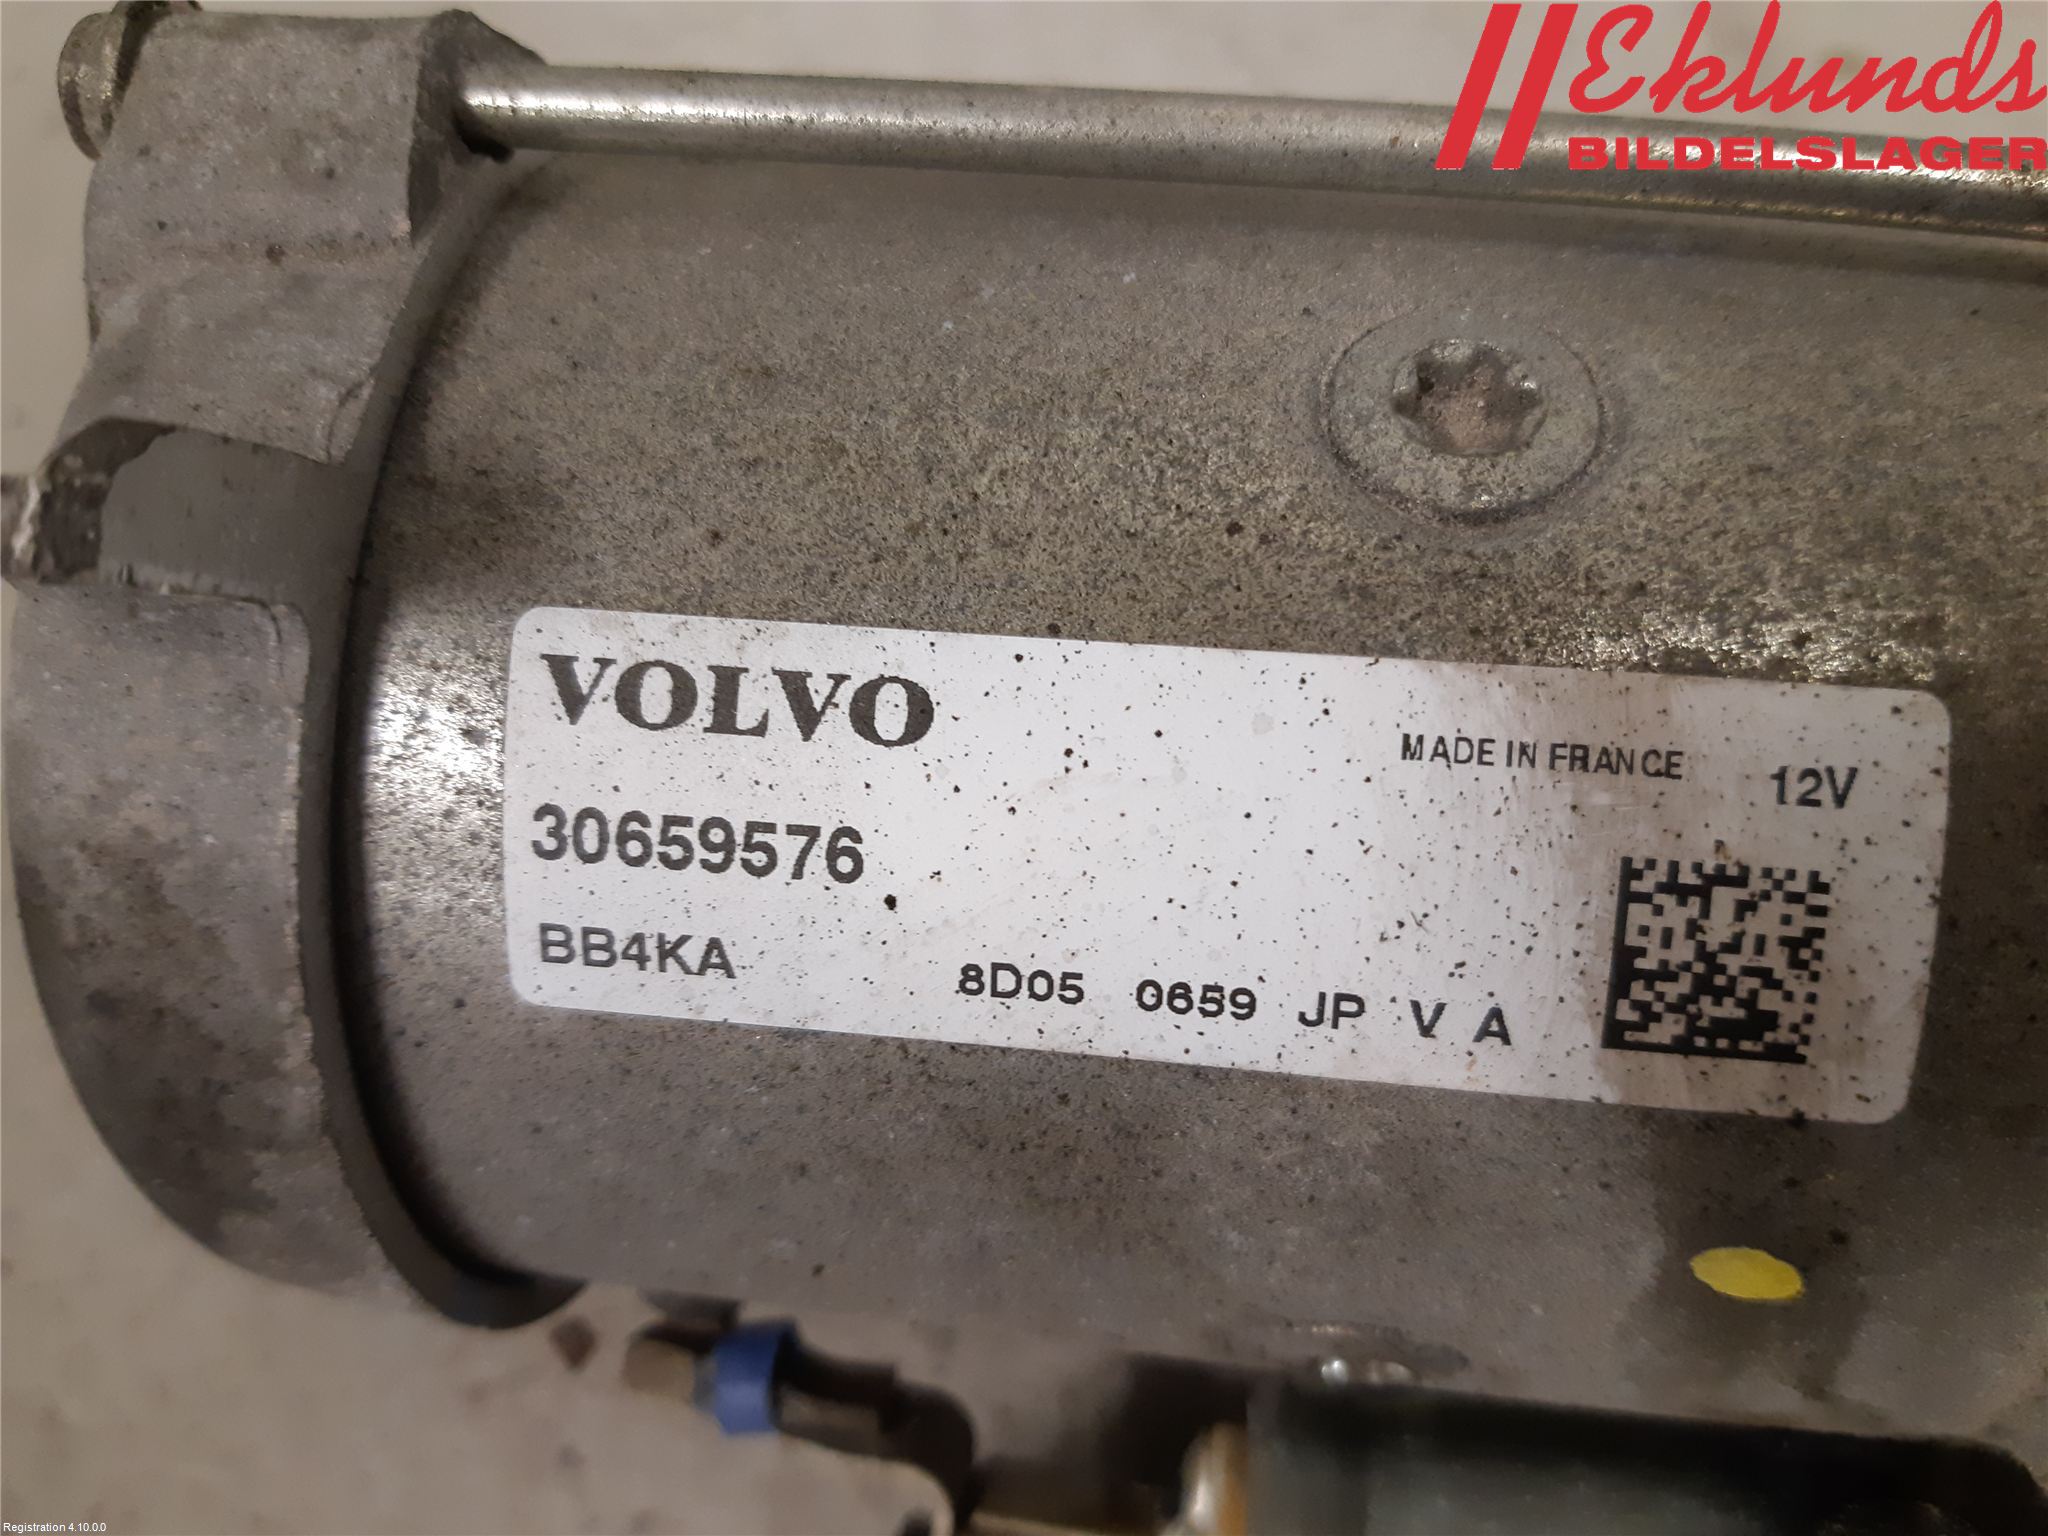 Eklunds
BILDELSLAGER
VOLVO
MADE IN FRANCE 12V
30659576
BB4KA
8D05 0659 JP V A
Registration 4.10.0.0